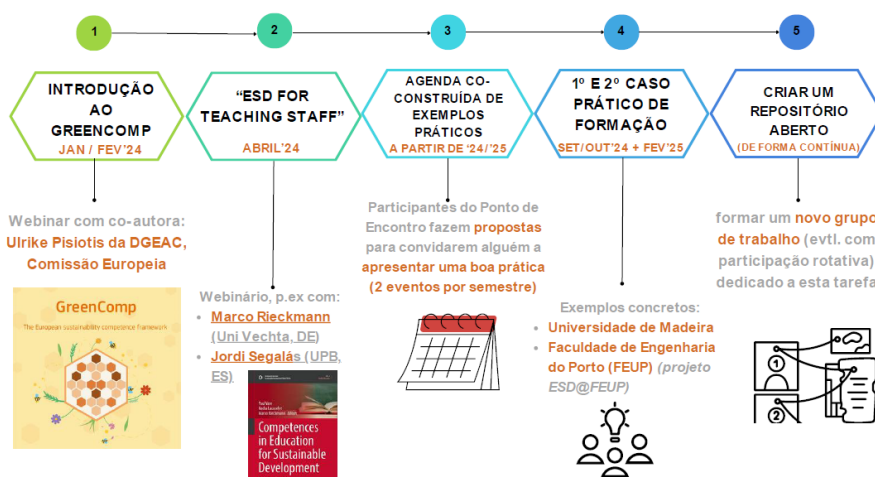 1
2
3
4
5
INTRODUÇÃO
AO
GREENCOMP
JAN / FEV'24
“ESD FOR
TEACHING STAFF”
ABRIL'24
AGENDA CO-
CONSTRUÍDA DE
EXEMPLOS
PRÁTICOS
A PARTIR DE '24/'25
1º E 2º CASO
PRÁTICO DE
FORMAÇÃO
SET/OUT'24 + FEV'25
CRIAR UM
REPOSITÓRIO
ABERTO
(DE FORMA CONTÍNUA)
Webinar com co-autora:
Ulrike Pisiotis da DGEAC,
Comissão Europeia
GreenComp
The European sustainability competence framework
Webinário, p.ex com:
• Marco Rieckmann
(Uni Vechta, DE)
• Jordi Segalás (UPB,
ES)
Competences
in Education
for Sustainable
Development
Participantes do Ponto de
Encontro fazem propostas
para convidarem alguém a
apresentar uma boa prática
(2 eventos por semestre)
Exemplos concretos:
• Universidade de Madeira
• Faculdade de Engenharia
do Porto (FEUP) (projeto
ESD@FEUP)
formar um novo grupo
de trabalho (evtl. com
participação rotativa)
dedicado a esta tarefa
1
2